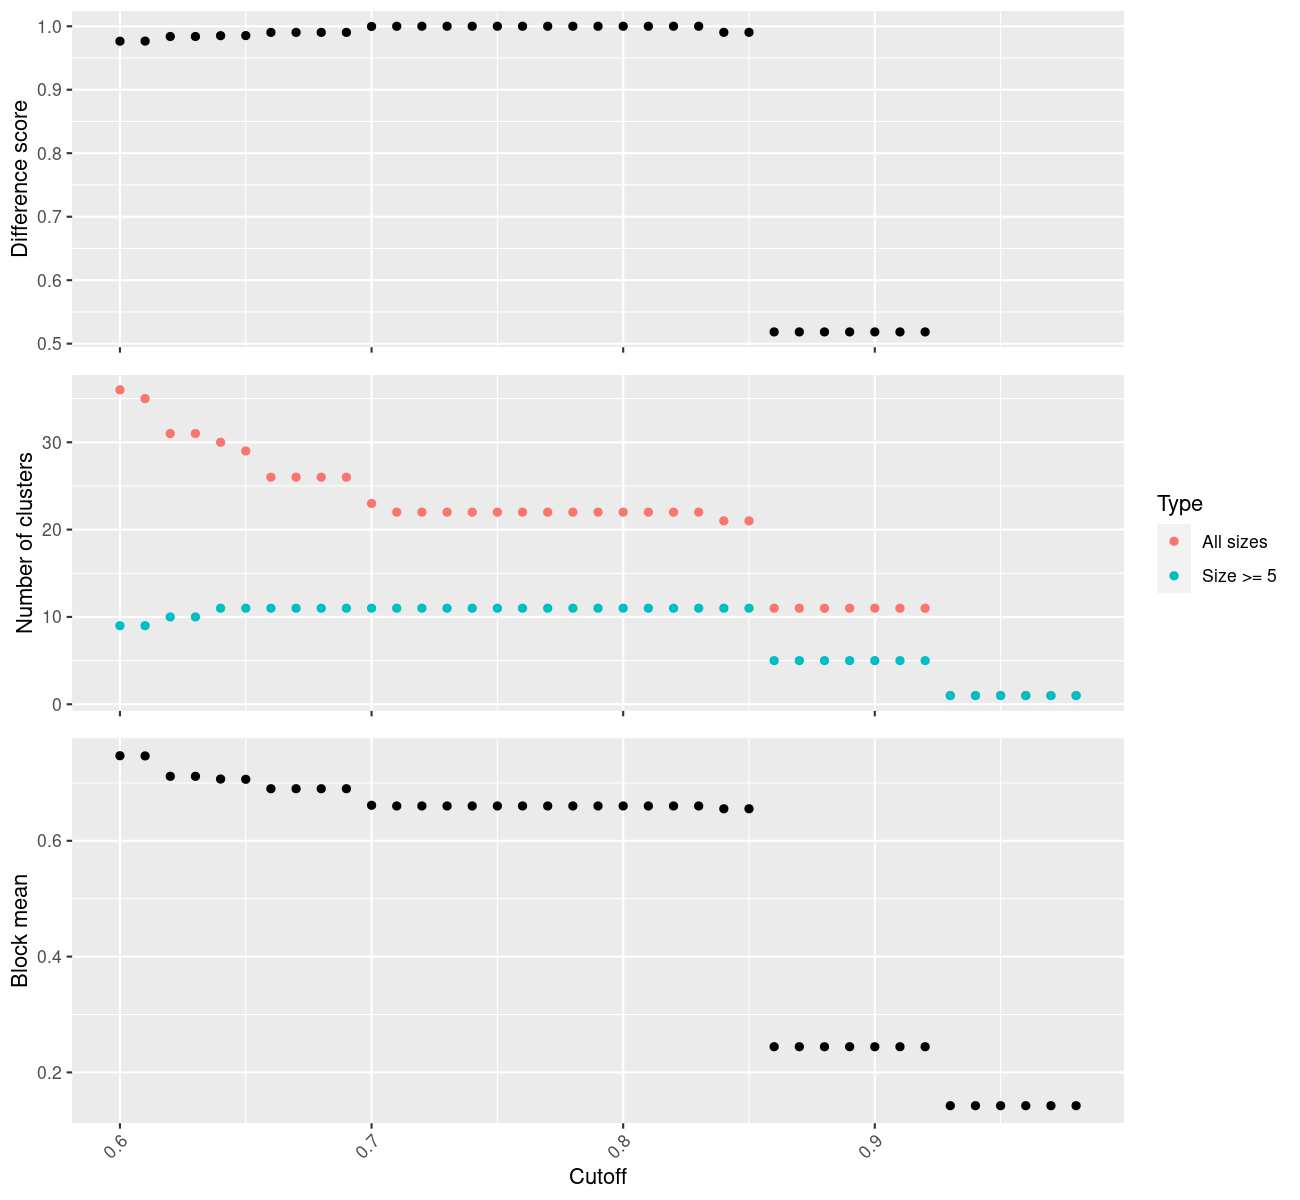 Difference score
1.0
0.9
0.8
0.7
0.6
0.5
Number of clusters
30
20
10
0
Type
All sizes
Size >= 5
Block mean
0.6
0.4
0.2
0.6
0.7
0.8
0.9
Cutoff